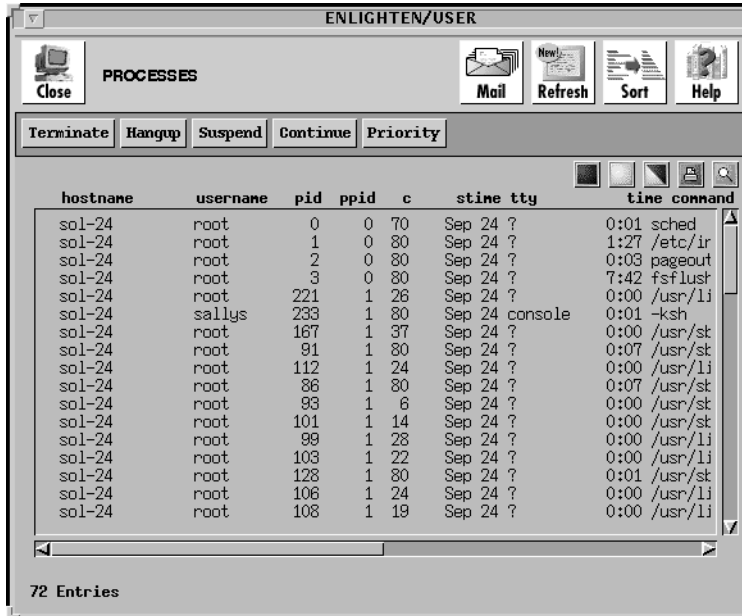 ENLIGHTEN/USER
Close
PROCESSES
Mail
New!
Refresh
Sort
Help
Terminate Hangup Suspend Continue Priority
hostname username pid ppid c stime tty time command
sol-24 root 0 0 70 Sep 24 ? 0:01 sched
sol-24 root 1 0 80 Sep 24 ? 1:27 /etc/ir
sol-24 root 2 0 80 Sep 24 ? 0:03 pageout
sol-24 root 3 0 80 Sep 24 ? 7:42 fsflush
sol-24 root 221 1 26 Sep 24 ? 0:00 /usr/li
sol-24 sallys 233 1 80 Sep 24 console 0:01 -ksh
sol-24 root 167 1 37 Sep 24 ? 0:00 /usr/sb
sol-24 root 91 1 80 Sep 24 ? 0:07 /usr/sb
sol-24 root 112 1 24 Sep 24 ? 0:00 /usr/li
sol-24 root 86 1 80 Sep 24 ? 0:07 /usr/sb
sol-24 root 93 1 6 Sep 24 ? 0:00 /usr/sb
sol-24 root 101 1 14 Sep 24 ? 0:00 /usr/sb
sol-24 root 99 1 28 Sep 24 ? 0:00 /usr/li
sol-24 root 103 1 22 Sep 24 ? 0:00 /usr/li
sol-24 root 128 1 80 Sep 24 ? 0:01 /usr/sb
sol-24 root 106 1 24 Sep 24 ? 0:00 /usr/li
sol-24 root 108 1 19 Sep 24 ? 0:00 /usr/li
72 Entries